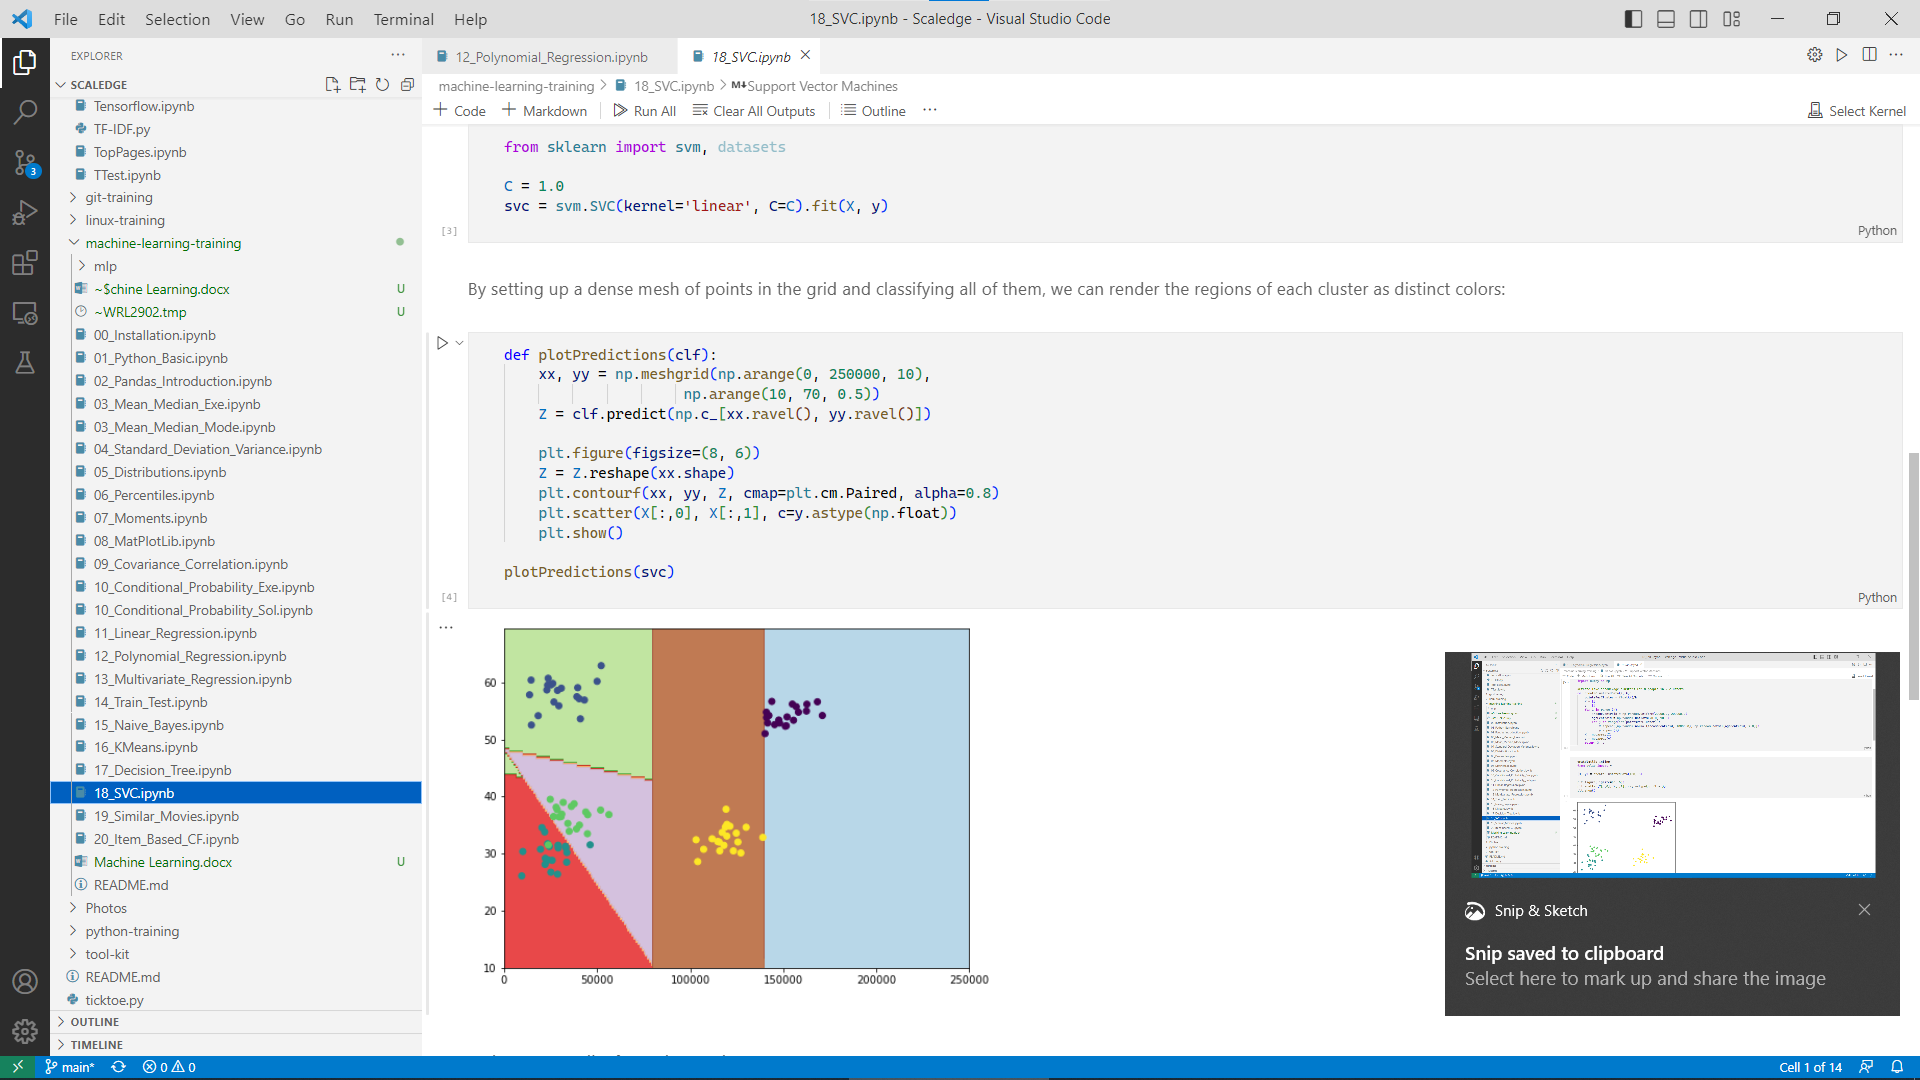 File Edit Selection View Go Run Terminal Help
18_SVC.ipynb - Scaledge - Visual Studio Code
EXPLORER
SCALEDGE
Tensorflow.ipynb
TF-IDF.py
TopPages.ipynb
TTest.ipynb
git-training
linux-training
machine-learning-training
mlp
~$chine Learning.docx U
~WRL2902.tmp U
00_Installation.ipynb
01_Python_Basic.ipynb
02_Pandas_Introduction.ipynb
03_Mean_Median_Exe.ipynb
03_Mean_Median_Mode.ipynb
04_Standard_Deviation_Variance.ipynb
05_Distributions.ipynb
06_Percentiles.ipynb
07_Moments.ipynb
08_MatPlotLib.ipynb
09_Covariance_Correlation.ipynb
10_Conditional_Probability_Exe.ipynb
10_Conditional_Probability_Sol.ipynb
11_Linear_Regression.ipynb
12_Polynomial_Regression.ipynb
13_Multivariate_Regression.ipynb
14_Train_Test.ipynb
15_Naive_Bayes.ipynb
16_KMeans.ipynb
17_Decision_Tree.ipynb
18_SVC.ipynb
19_Similar_Movies.ipynb
20_Item_Based_CF.ipynb
Machine Learning.docx U
README.md
Photos
python-training
tool-kit
README.md
ticktoe.py
OUTLINE
TIMELINE
3
12_Polynomial_Regression.ipynb
18_SVC.ipynb
machine-learning-training > 18_SVC.ipynb > M↓Support Vector Machines
+ Code + Markdown Run All Clear All Outputs Outline ···
Select Kernel
from sklearn import svm, datasets
C = 1.0
svc = svm.SVC(kernel='linear', C=C).fit(X, y)
[3]
Python
By setting up a dense mesh of points in the grid and classifying all of them, we can render the regions of each cluster as distinct colors:
def plotPredictions(clf):
xx, yy = np.meshgrid(np.arange(0, 250000, 10),
np.arange(10, 70, 0.5))
Z = clf.predict(np.c_[xx.ravel(), yy.ravel()])
plt.figure(figsize=(8, 6))
Z = Z.reshape(xx.shape)
plt.contourf(xx, yy, Z, cmap=plt.cm.Paired, alpha=0.8)
plt.scatter(X[:,0], X[:,1], c=y.astype(np.float))
plt.show()
plotPredictions(svc)
[4]
Python
60
50
40
30
20
10
0 50000 100000 150000 200000 250000
Snip & Sketch
Snip saved to clipboard
Select here to mark up and share the image
main* 0 0
Cell 1 of 14